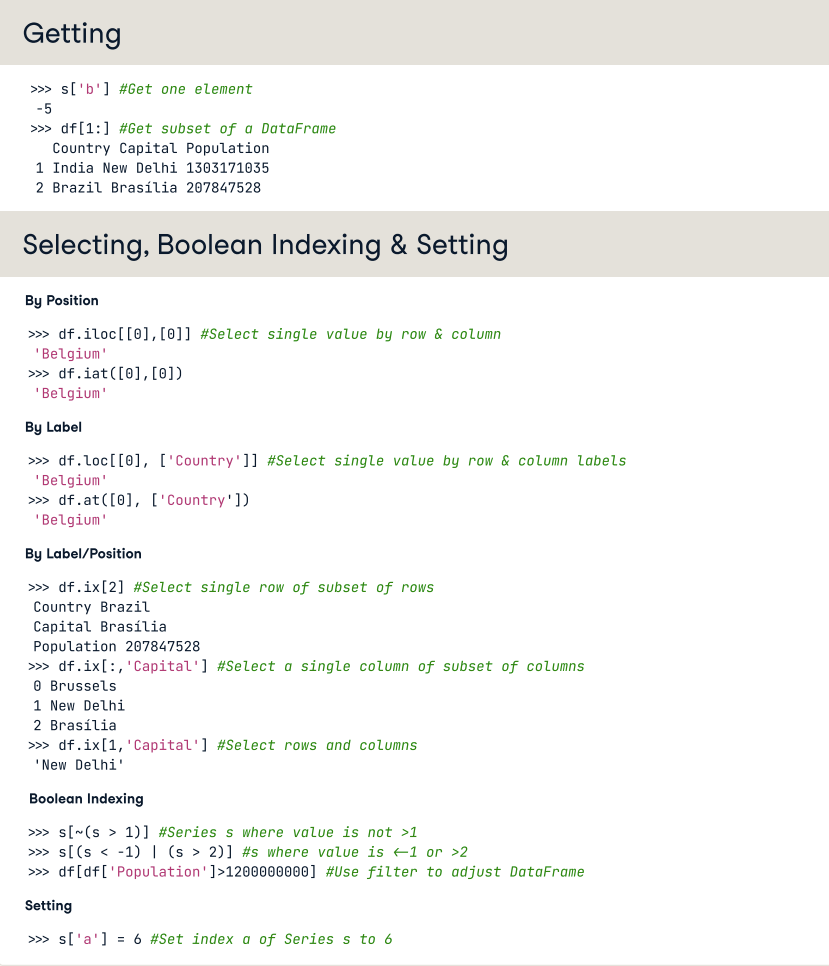 Getting
>>> s['b'] #Get one element
-5
>>> df[1:] #Get subset of a DataFrame
Country Capital Population
1 India New Delhi 1303171035
2 Brazil Brasília 207847528
Selecting, Boolean Indexing & Setting
By Position
>>> df.iloc[[0],[0]] #Select single value by row & column
'Belgium'
>>> df.iat([0],[0])
'Belgium'
By Label
>>> df.loc[[0], ['Country']] #Select single value by row & column labels
'Belgium'
>>> df.at([0], ['Country'])
'Belgium'
By Label/Position
>>> df.ix[2] #Select single row of subset of rows
Country Brazil
Capital Brasília
Population 207847528
>>> df.ix[:,'Capital'] #Select a single column of subset of columns
0 Brussels
1 New Delhi
2 Brasília
>>> df.ix[1,'Capital'] #Select rows and columns
'New Delhi'
Boolean Indexing
>>> s[~(s > 1)] #Series s where value is not >1
>>> s[(s < -1) | (s > 2)] #s where value is <-1 or >2
>>> df[df['Population']>1200000000] #Use filter to adjust DataFrame
Setting
>>> s['a'] = 6 #Set index a of Series s to 6